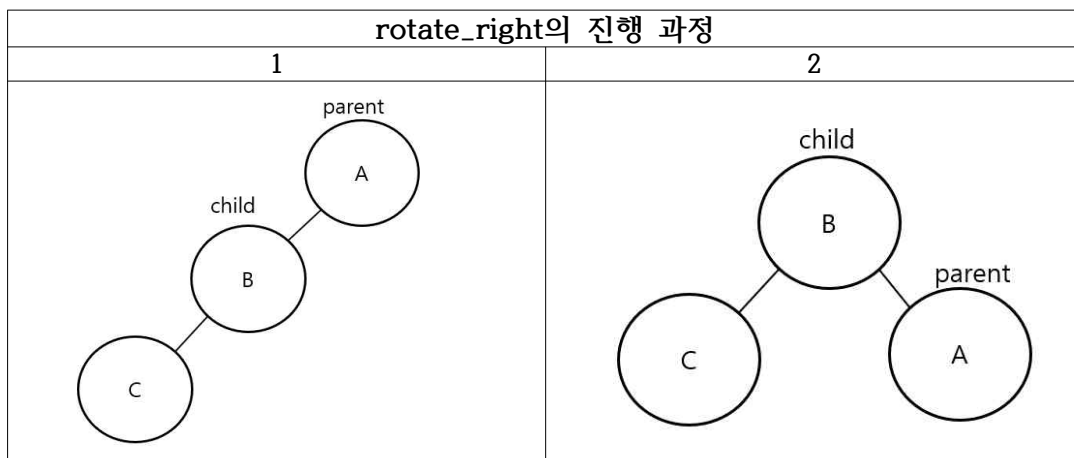 rotate_right의 진행 과정
1
2
parent
A
child
B
C
child
B
parent
C
A